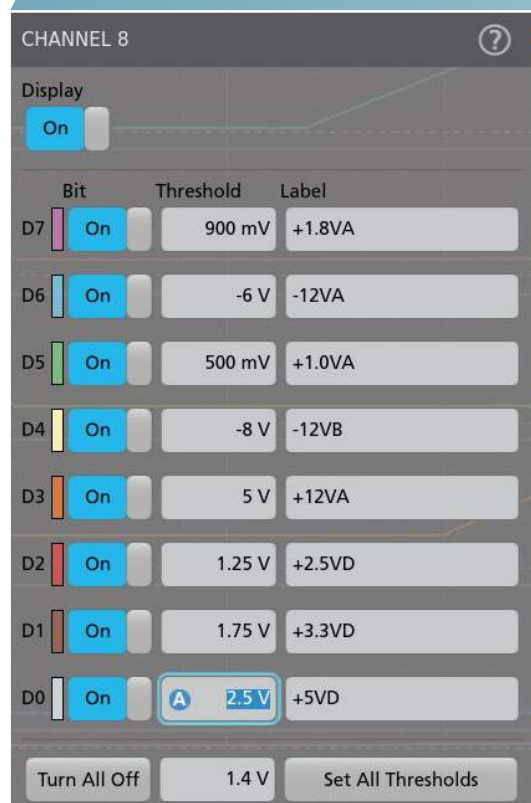 CHANNEL 8 ?
Display
On
Bit Threshold Label
D7 On 900 mV +1.8VA
D6 On -6 V -12VA
D5 On 500 mV +1.0VA
D4 On -8 V -12VB
D3 On 5 V +12VA
D2 On 1.25 V +2.5VD
D1 On 1.75 V +3.3VD
D0 On A 2.5 V +5VD
Turn All Off 1.4 V Set All Thresholds